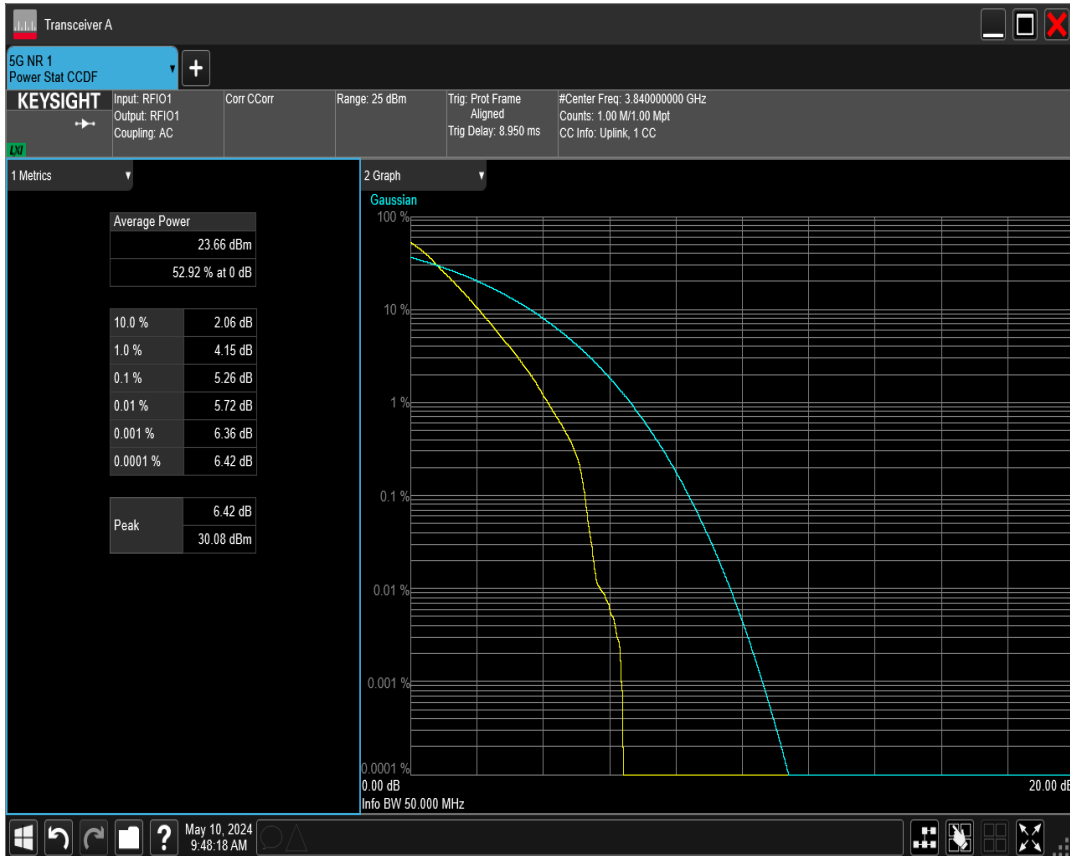 Transceiver A
5G NR 1
Power Stat CCDF
KEYSIGHT
LXI
Input: RFIO1
Output: RFIO1
Coupling: AC
Corr CCorr
Range: 25 dBm
Trig: Prot Frame
Aligned
Trig Delay: 8.950 ms
#Center Freq: 3.840000000 GHz
Counts: 1.00 M/1.00 Mpt
CC Info: Uplink, 1 CC
1 Metrics
Average Power
23.66 dBm
52.92 % at 0 dB
10.0 % 2.06 dB
1.0 % 4.15 dB
0.1 % 5.26 dB
0.01 % 5.72 dB
0.001 % 6.36 dB
0.0001 % 6.42 dB
Peak 6.42 dB
30.08 dBm
2 Graph
Gaussian
100 %
10 %
1 %
0.1 %
0.01 %
0.001 %
0.0001 %
0.00 dB 20.00 dB
Info BW 50.000 MHz
?
May 10, 2024
9:48:18 AM